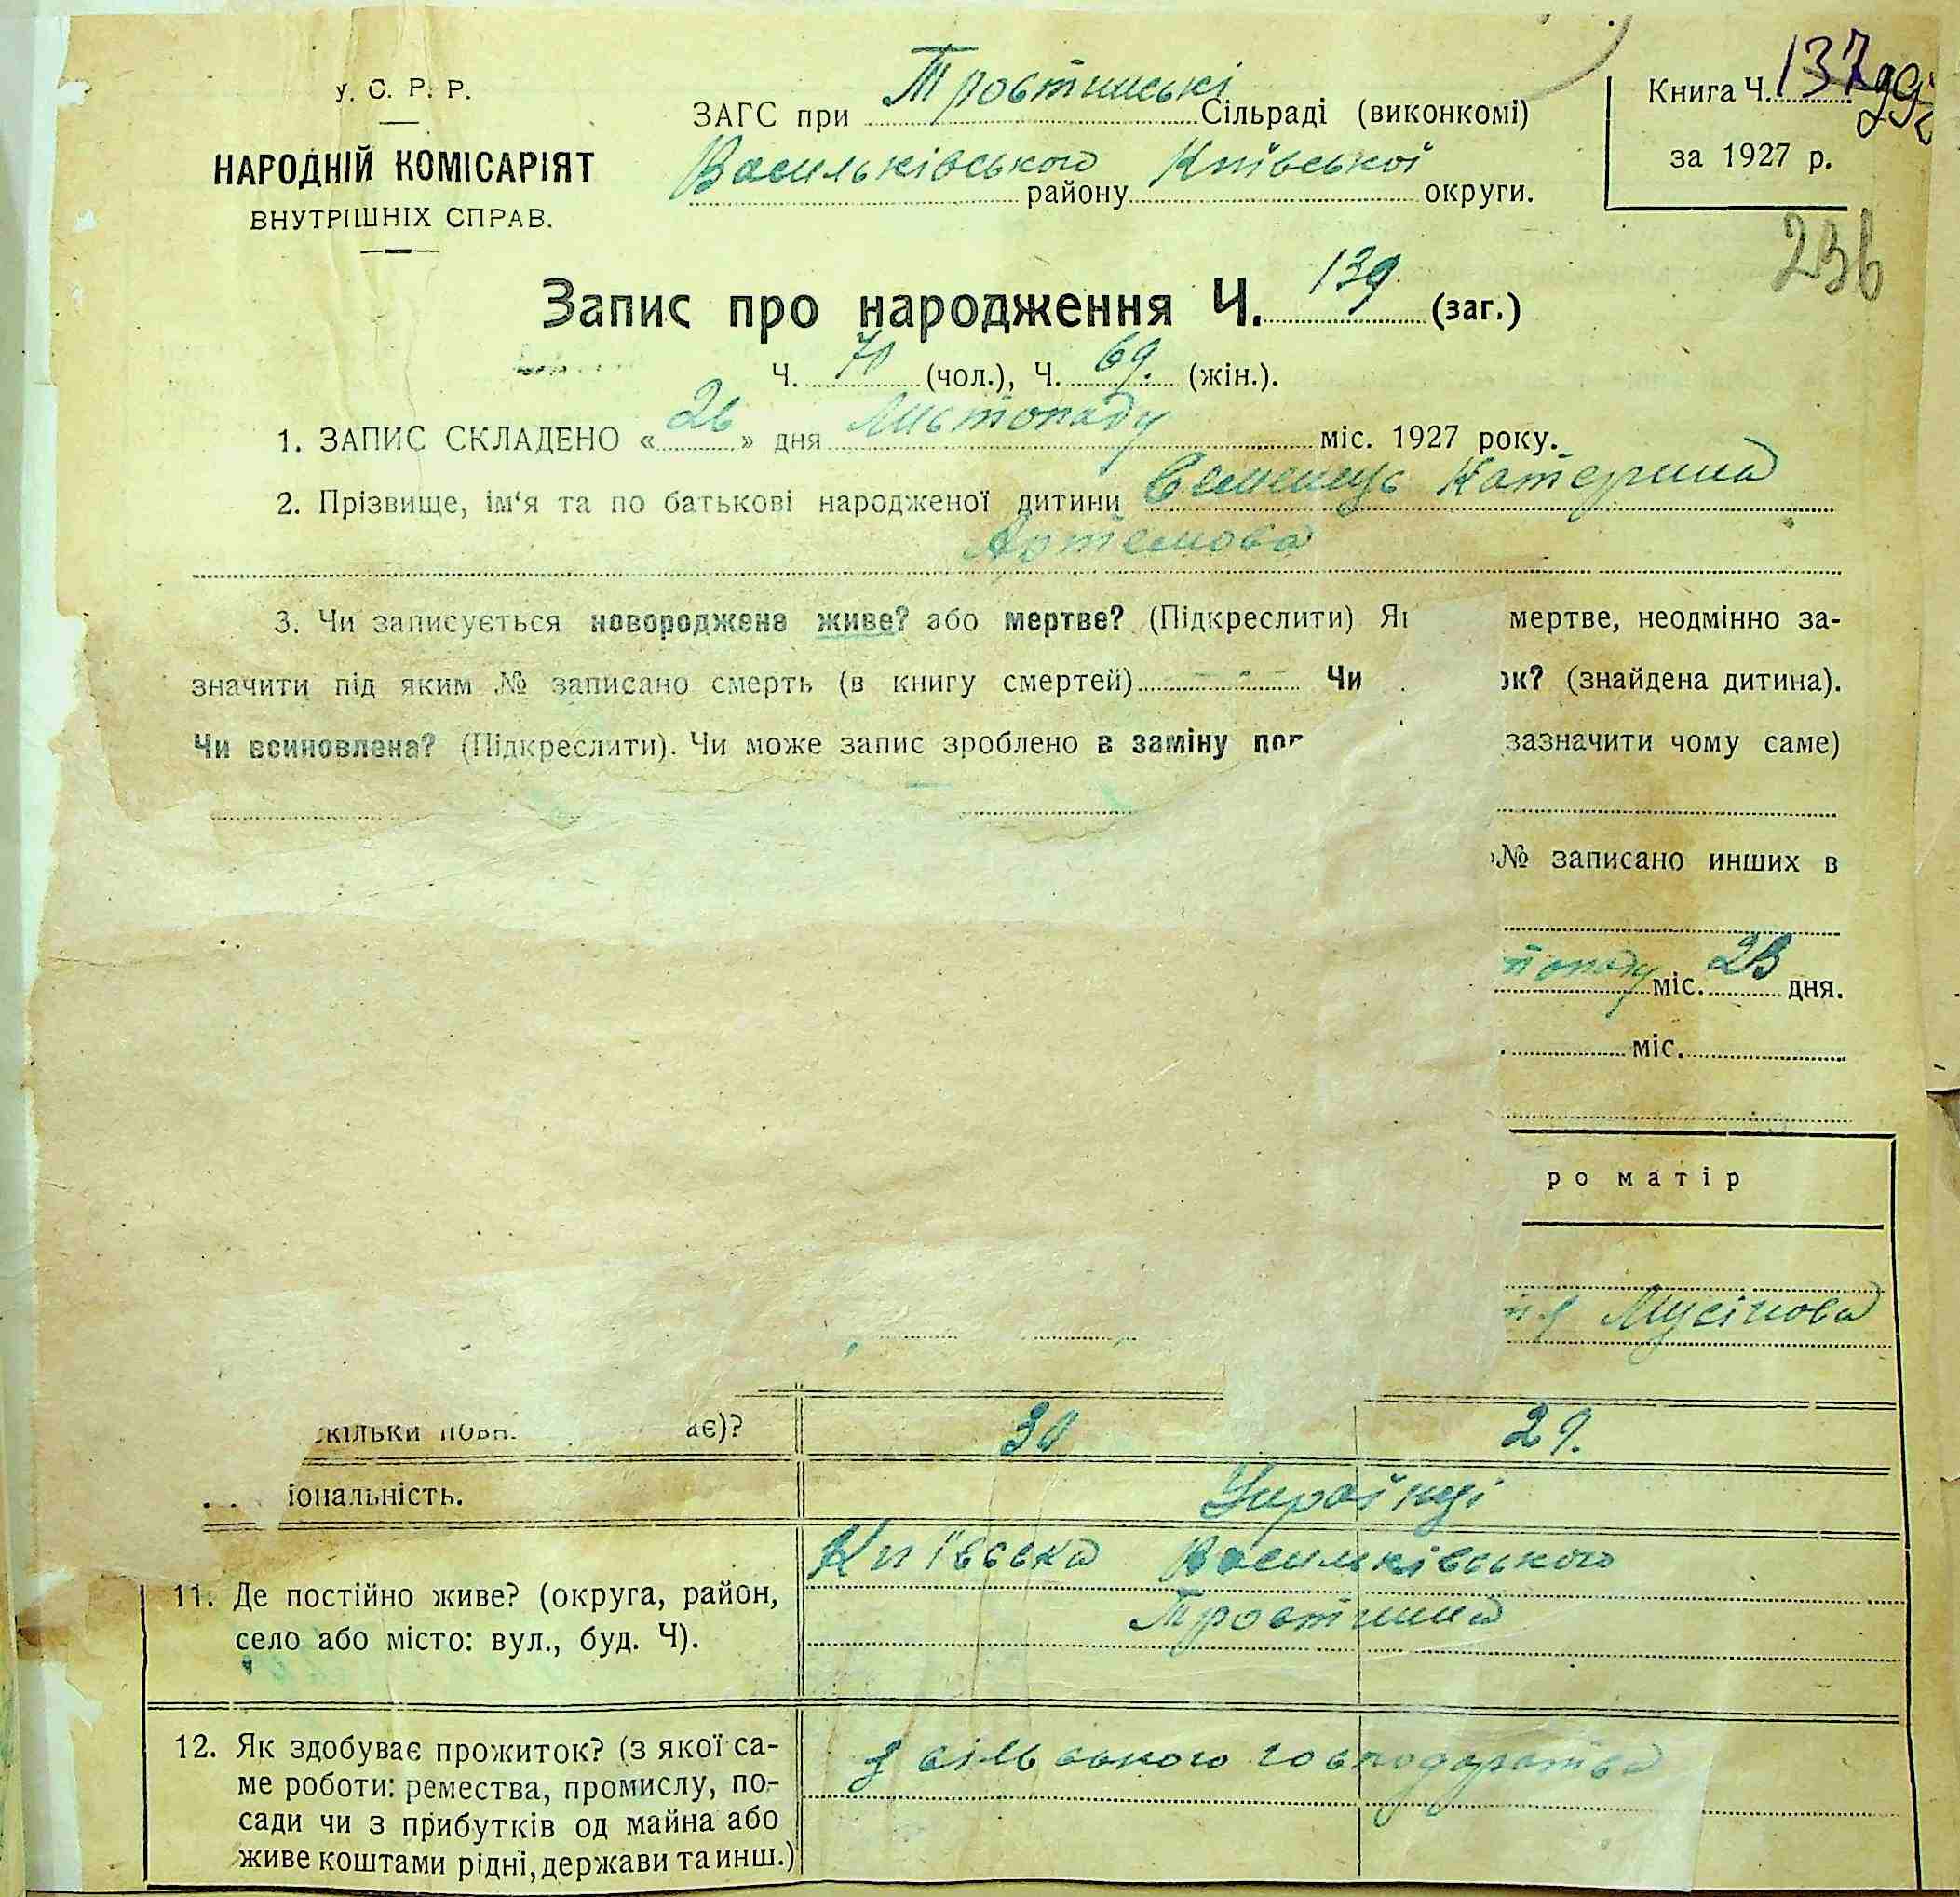 У. С. Р. Р.
НАРОДНІЙ КОМІСАРІЯТ
ВНУТРІШНІХ СПРАВ.
ЗАГС при Тростинські Сільраді (виконкомі)
Васильківського району Київської округи.
Книга Ч. 137
за 1927 р.
236
Запис про народження Ч. 139 (заг.)
Ч. 70 (чол.), Ч. 69. (жін.).
1. ЗАПИС СКЛАДЕНО « 26 » дня Листопаду міс. 1927 року.
2. Прізвище, ім'я та по батькові народженої дитини Семенець Катерина
Артемова
3. Чи записується новороджене живе? або мертве? (Підкреслити) мертве, неодмінно за-
значити під яким № записано смерть (в книгу смертей) Чи (знайдена дитина).
Чи всиновлена? (Підкреслити). Чи може запис зроблено в заміну зазначити чому саме)
№ записано инших в
топаду міс. 23 дня.
міс.
ро матір
Мусіпова
ає)? 30 29.
іональність. Українці
11. Де постійно живе? (округа, район,
село або місто: вул., буд. Ч).
Київська Васильківського
Тростинка
12. Як здобуває прожиток? (з якої са-
ме роботи: ремества, промислу, по-
сади чи з прибутків од майна або
живе коштами рідні, держави та инш.)
з сільського господарства